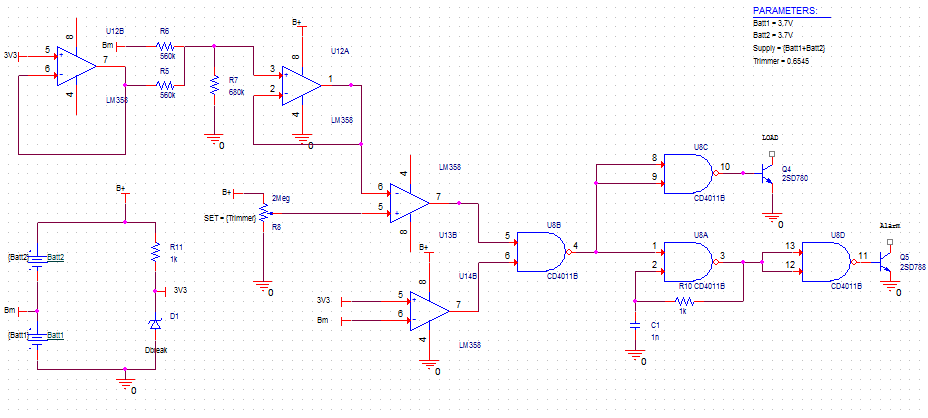 PARAMETERS:
Batt1 = 3.7V
Batt2 = 3.7V
Supply = {Batt1+Batt2}
Trimmer = 0.6545
U12B
8
3V3
5
+
7
6
-
4
LM358
Bm
R6
560k
R5
560k
R7
680k
0
B+
U12A
8
3
+
1
2
-
4
LM358
0
B+
2Meg
SET = {Trimmer}
R8
0
LM358
4
6
-
7
5
+
8
U13B
B+
U14B
8
3V3
5
+
7
Bm
6
-
4
LM358
0
U8B
5
4
6
CD4011B
U8C
8
10
9
CD4011B
LOAD
Q4
2SD780
0
U8A
1
3
2
CD4011B
R10
1k
C1
1n
0
U8D
13
11
12
CD4011B
Alarm
Q5
2SD788
0
B+
{Batt2}
Batt2
R11
1k
3V3
Bm
{Batt1}
Batt1
D1
Dbreak
0